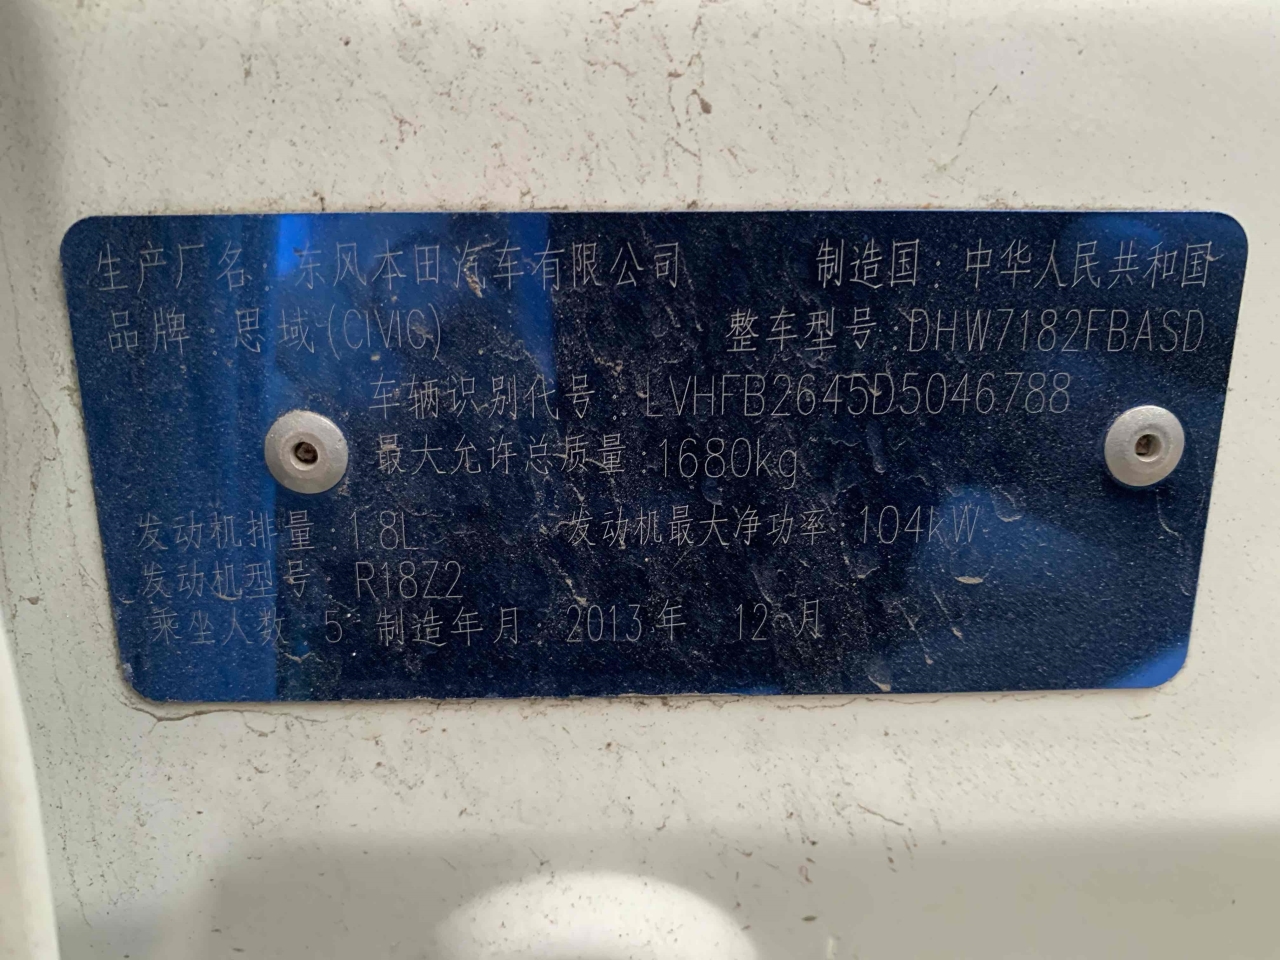 生产厂名：东风本田汽车有限公司 制造国：中华人民共和国
品牌：思域(CIVIC) 整车型号：DHW7182FBASD
车辆识别代号：LVHFB2645D5046788
最大允许总质量：1680kg
发动机排量：1.8L 发动机最大净功率：104kW
发动机型号：R18Z2
乘坐人数：5 制造年月：2013年 12月